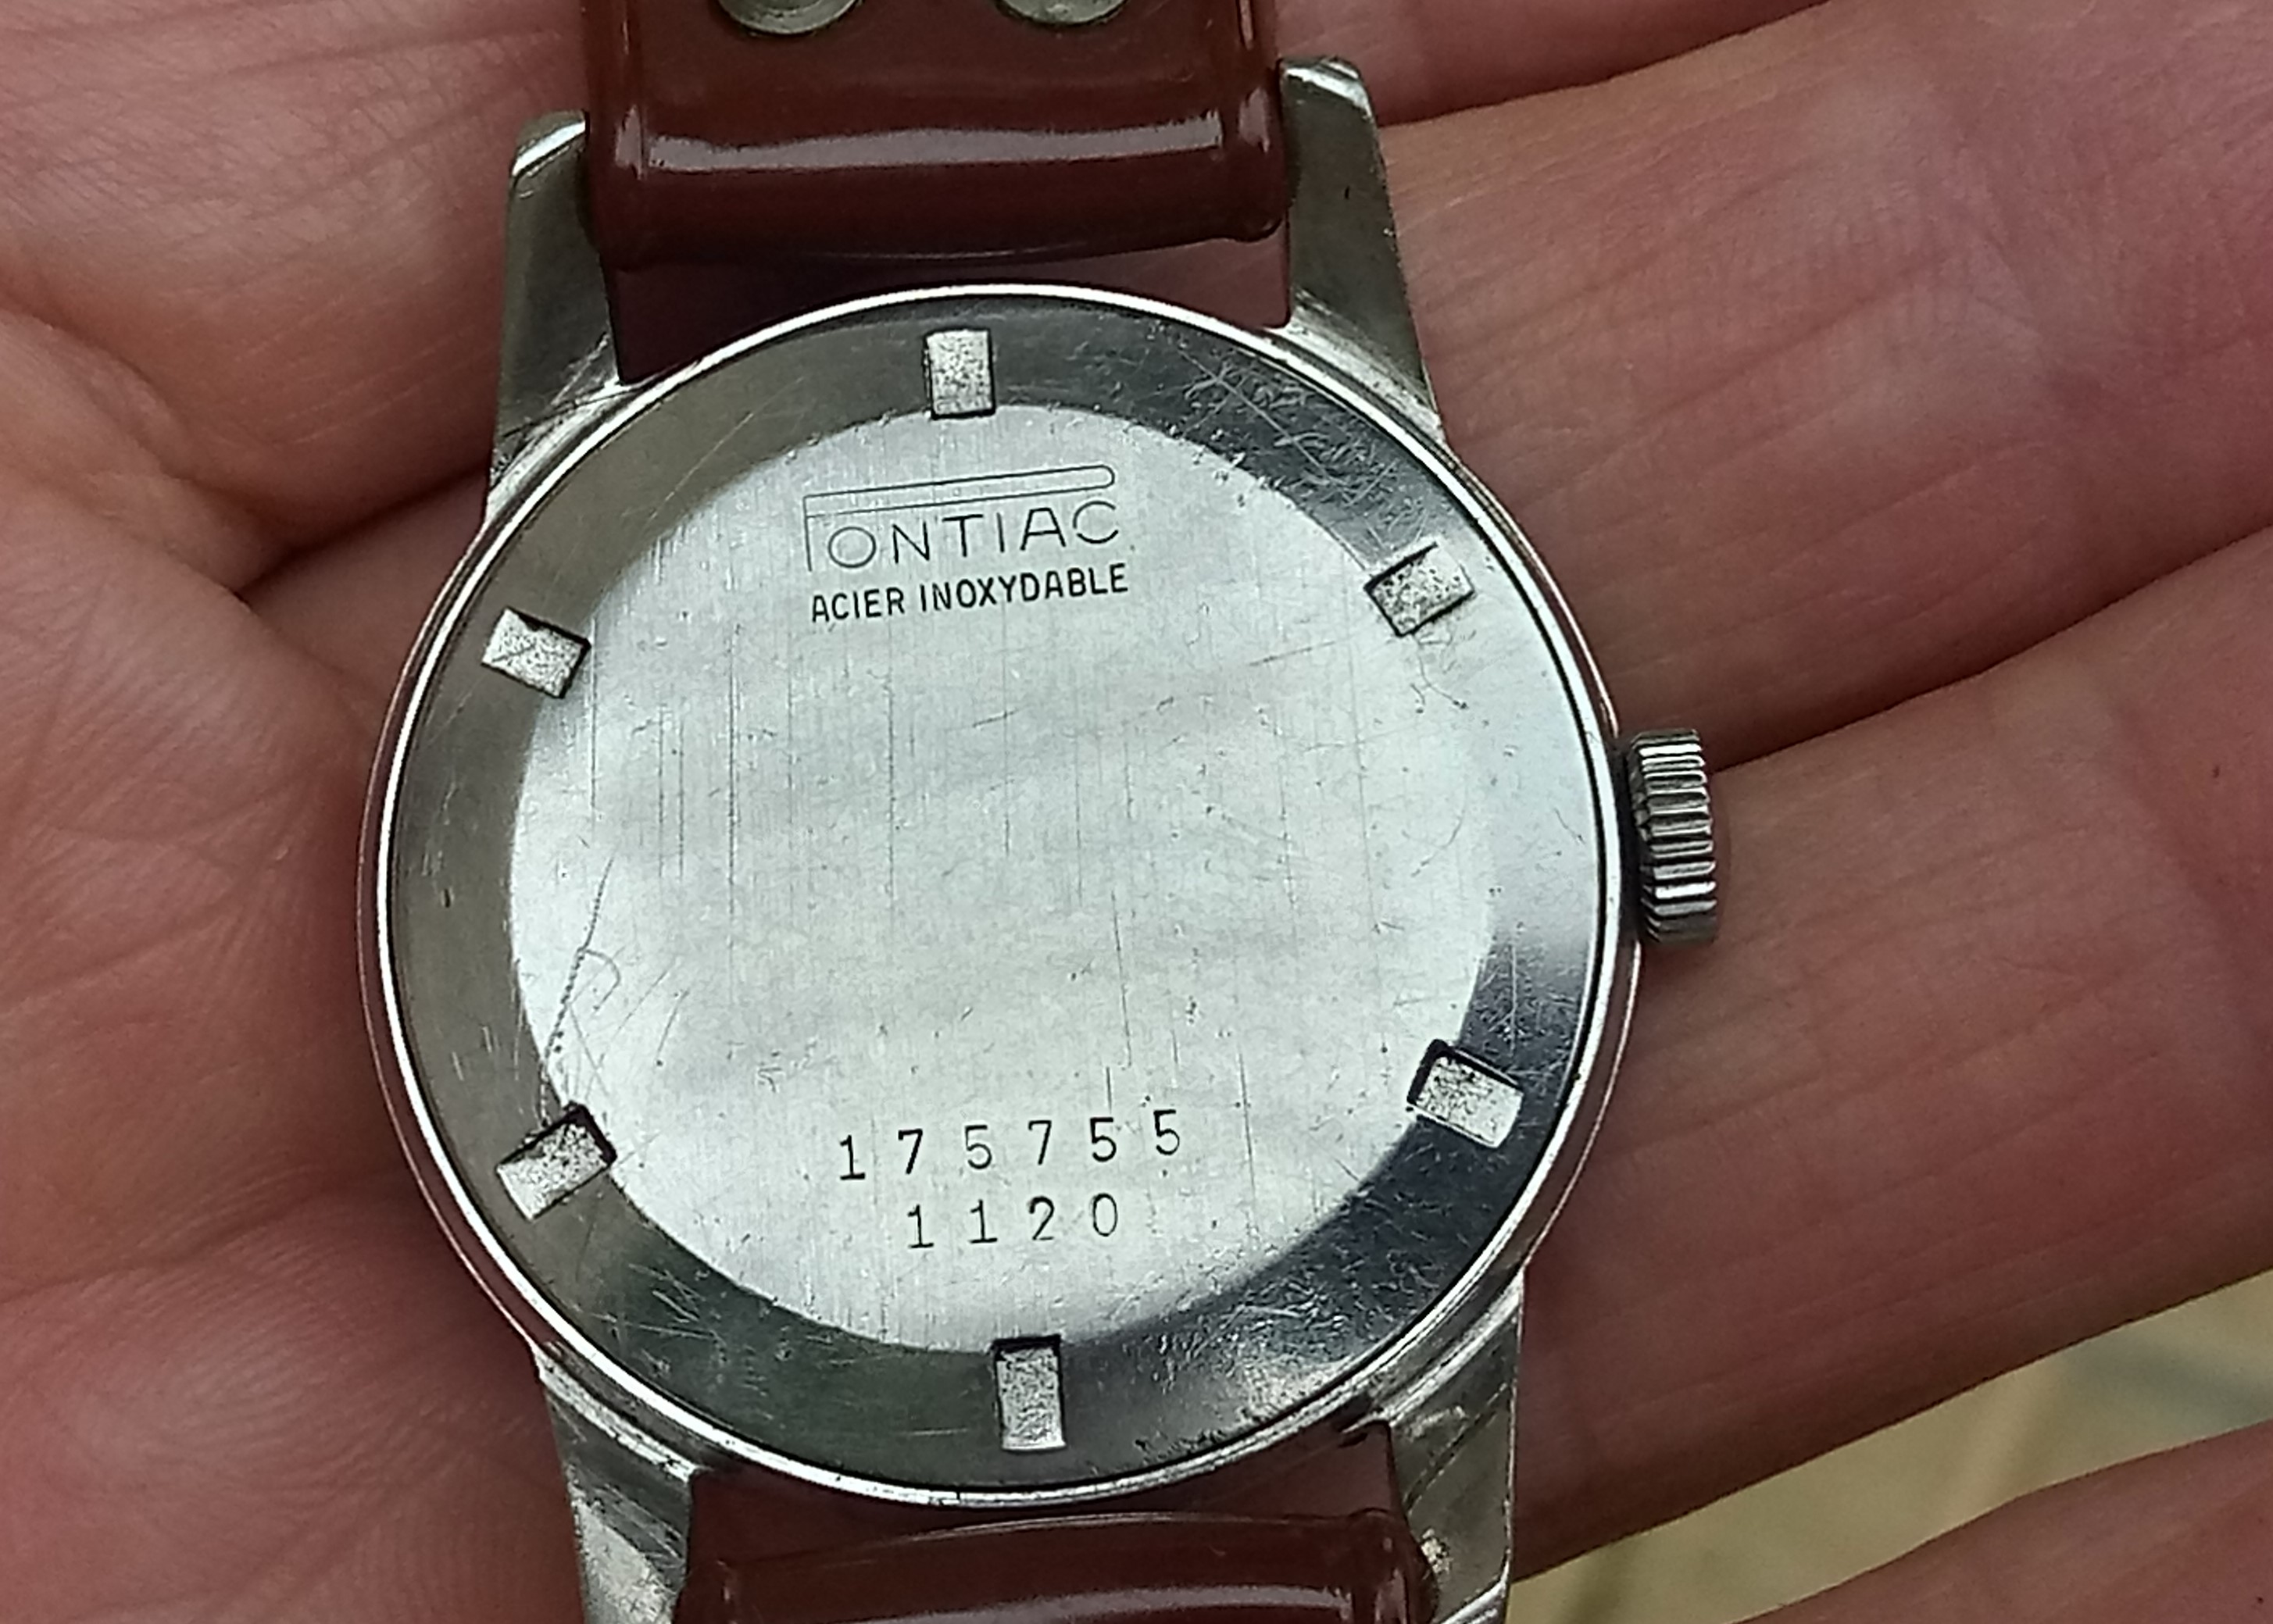 PONTIAC
ACIER INOXYDABLE
175755
1120